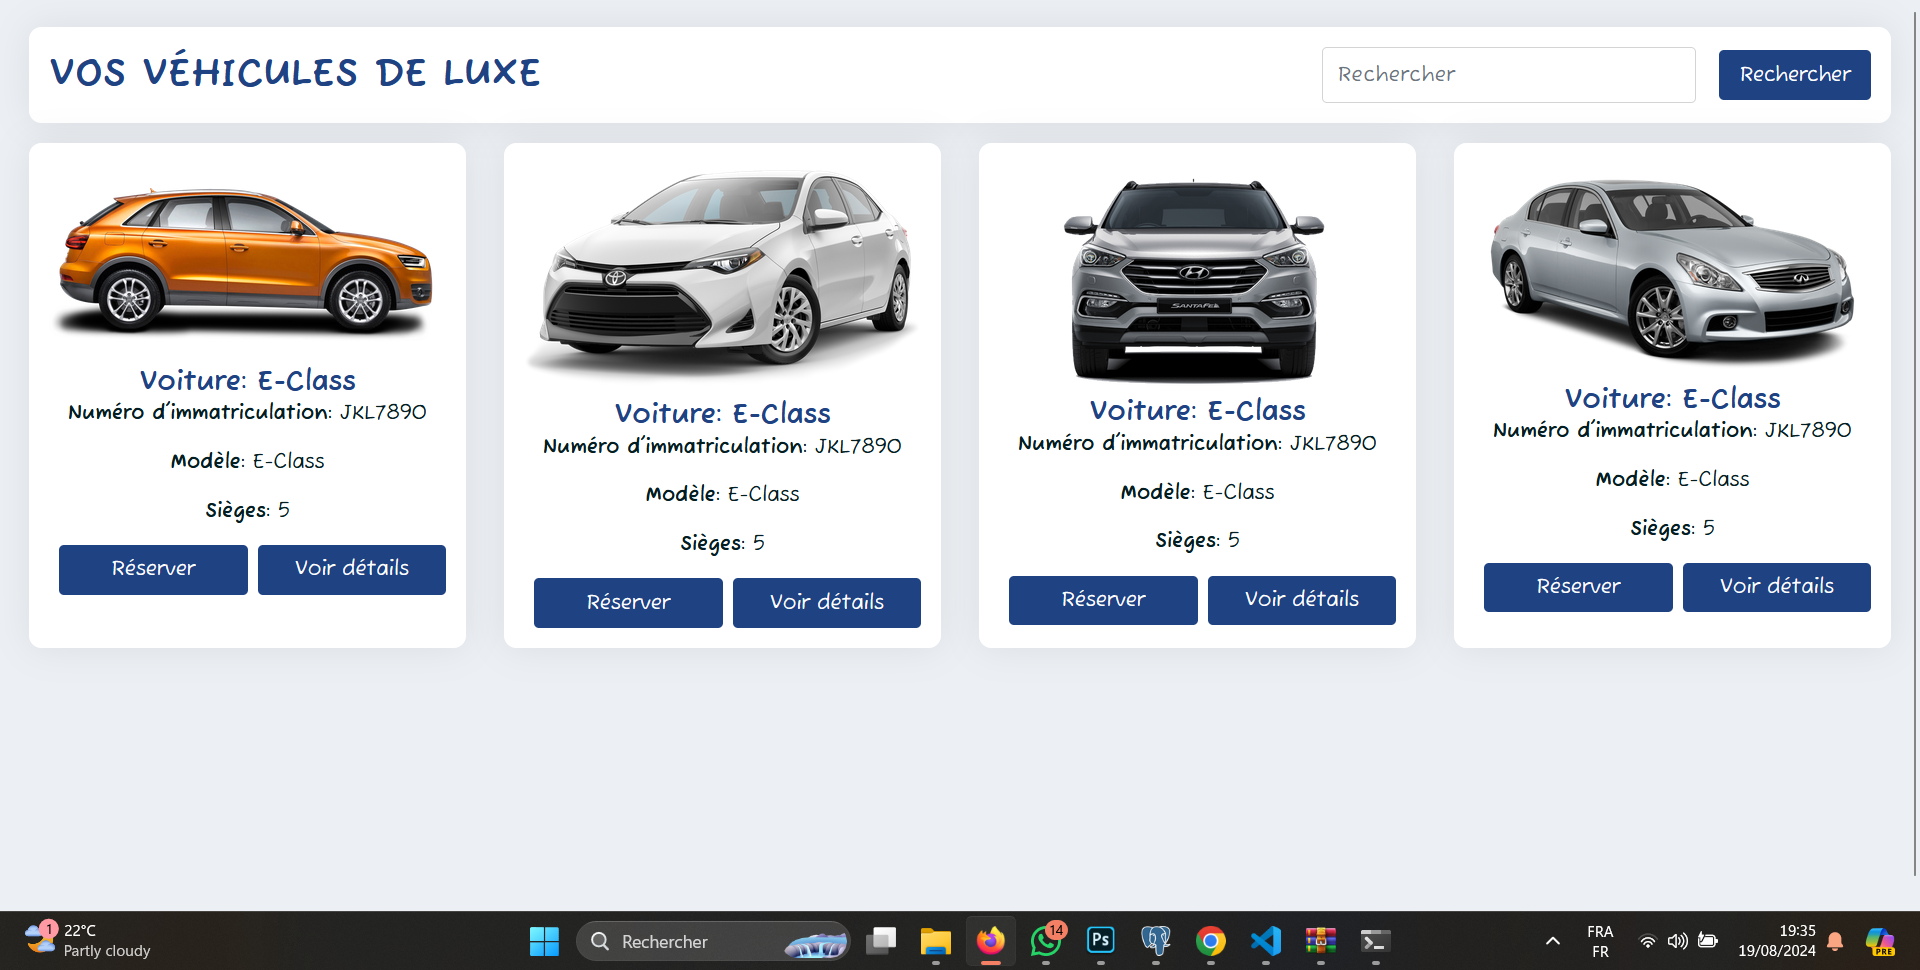 VOS VÉHICULES DE LUXE
Rechercher
Rechercher
SANTA FE
Voiture: E-Class
Numéro d'immatriculation: JKL7890
Modèle: E-Class
Sièges: 5
Réserver
Voir détails
Voiture: E-Class
Numéro d'immatriculation: JKL7890
Modèle: E-Class
Sièges: 5
Réserver
Voir détails
Voiture: E-Class
Numéro d'immatriculation: JKL7890
Modèle: E-Class
Sièges: 5
Réserver
Voir détails
Voiture: E-Class
Numéro d'immatriculation: JKL7890
Modèle: E-Class
Sièges: 5
Réserver
Voir détails
1
22°C
Partly cloudy
Rechercher
14
Ps
FRA
FR
19:35
19/08/2024
PRE